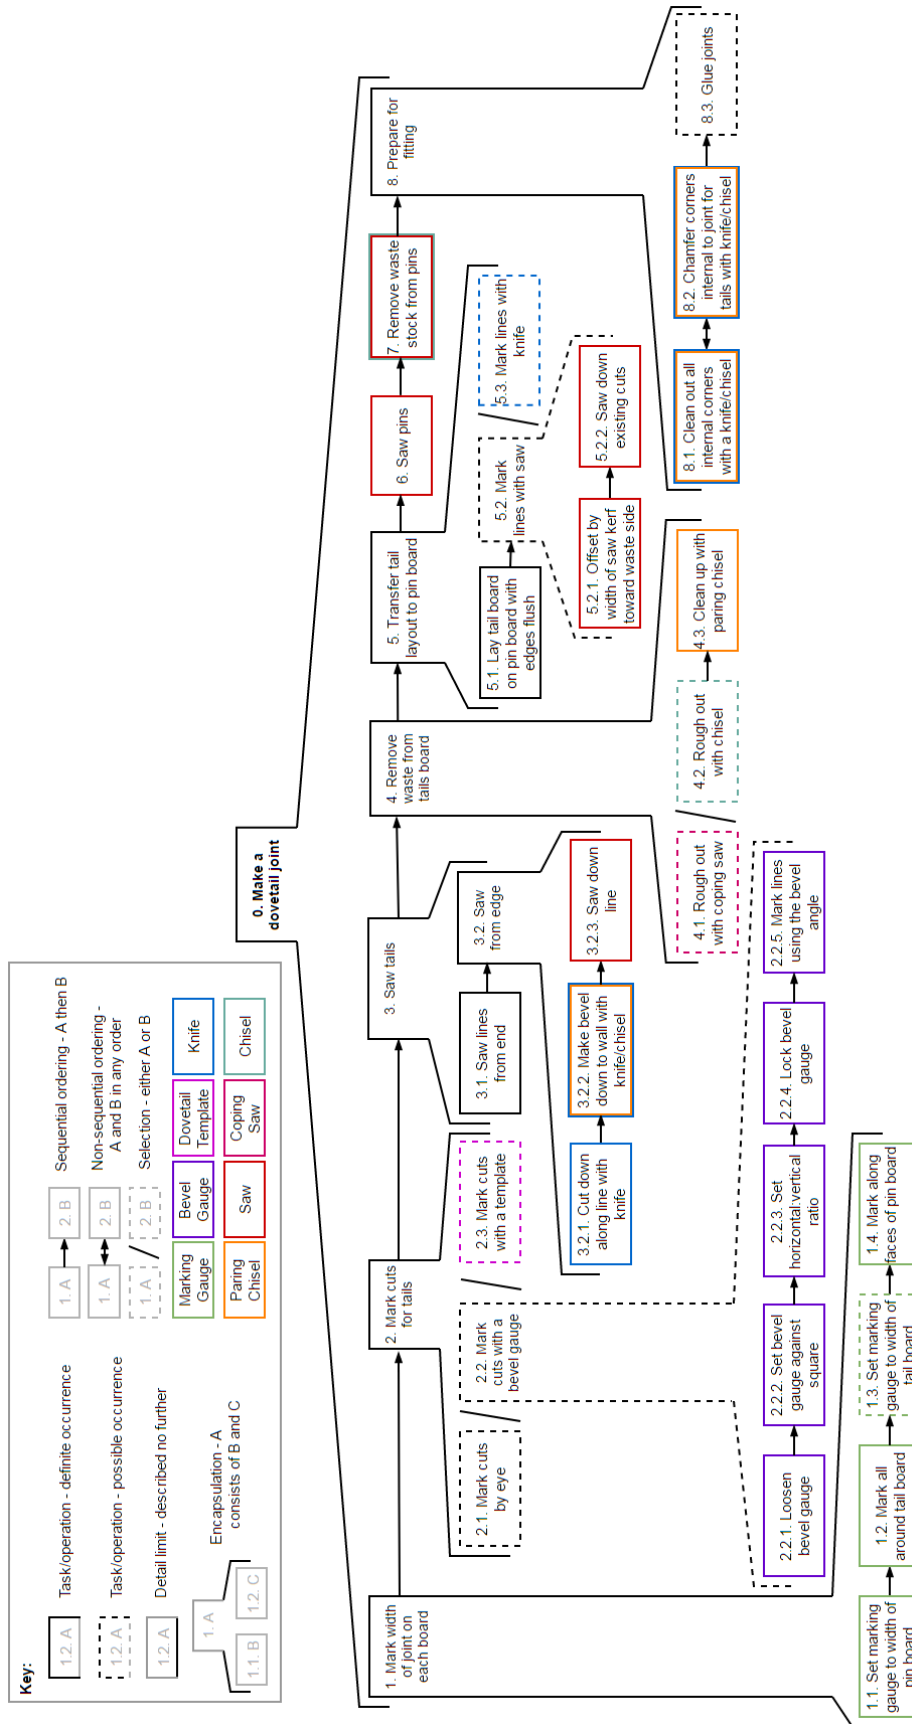 Key:
1.2. A
Task/operation - definite occurrence
1.2. A
Task/operation - possible occurrence
1.2. A
Detail limit - described no further
1. A
1.1. B
1.2. C
Encapsulation - A
consists of B and C
1. A
2. B
Sequential ordering - A then B
1. A
2. B
Non-sequential ordering -
A and B in any order
1. A
2. B
Selection - either A or B
Marking
Gauge
Bevel
Gauge
Dovetail
Template
Knife
Paring
Chisel
Saw
Coping
Saw
Chisel
0. Make a
dovetail joint
1. Mark width
of joint on
each board
2. Mark cuts
for tails
3. Saw tails
4. Remove
waste from
tails board
5. Transfer tail
layout to pin board
6. Saw pins
7. Remove waste
stock from pins
8. Prepare for
fitting
2.1. Mark cuts
by eye
2.2. Mark
cuts with a
bevel gauge
2.3. Mark cuts
with a template
3.1. Saw lines
from end
3.2. Saw
from edge
5.1. Lay tail board
on pin board with
edges flush
5.2. Mark
lines with saw
5.3. Mark lines with
knife
3.2.1. Cut down
along line with
knife
3.2.2. Make bevel
down to wall with
knife/chisel
3.2.3. Saw down
line
5.2.1. Offset by
width of saw kerf
toward waste side
5.2.2. Saw down
existing cuts
4.1. Rough out
with coping saw
4.2. Rough out
with chisel
4.3. Clean up with
paring chisel
8.1. Clean out all
internal corners
with a knife/chisel
8.2. Chamfer corners
internal to joint for
tails with knife/chisel
8.3. Glue joints
2.2.1. Loosen
bevel gauge
2.2.2. Set bevel
gauge against
square
2.2.3. Set
horizontal:vertical
ratio
2.2.4. Lock bevel
gauge
2.2.5. Mark lines
using the bevel
angle
1.1. Set marking
gauge to width of
pin board
1.2. Mark all
around tail board
1.3. Set marking
gauge to width of
tail board
1.4. Mark along
faces of pin board